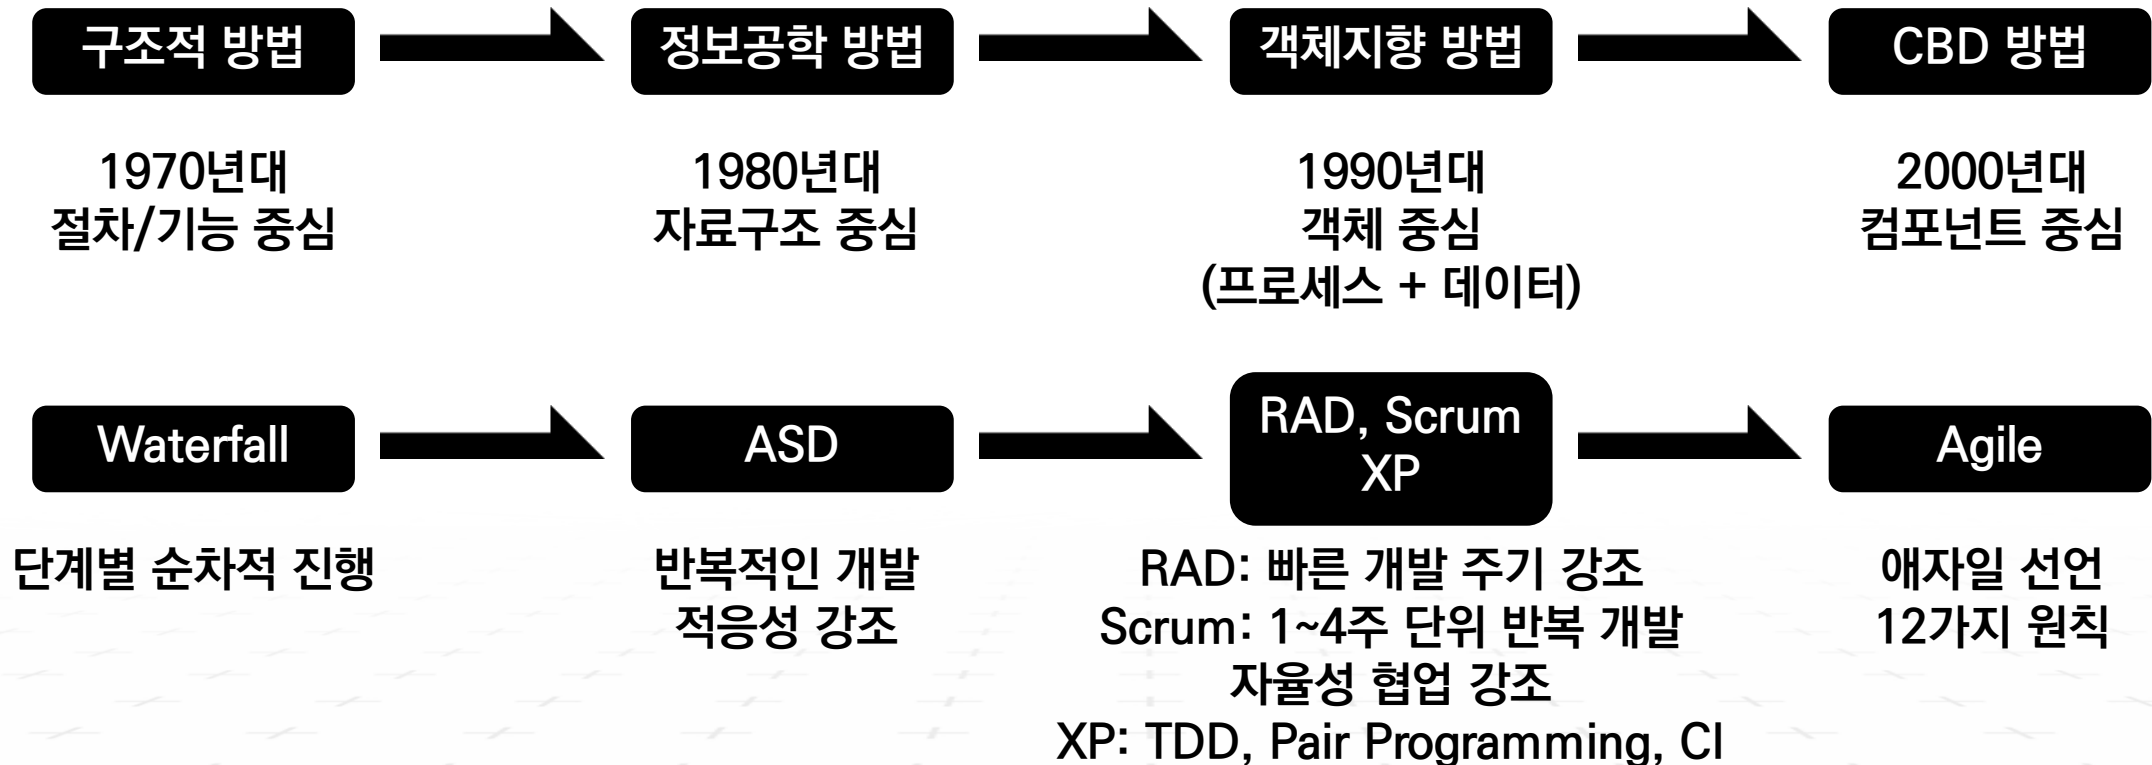 구조적 방법
정보공학 방법
객체지향 방법
CBD 방법
1970년대
절차/기능 중심
1980년대
자료구조 중심
1990년대
객체 중심
(프로세스 + 데이터)
2000년대
컴포넌트 중심
Waterfall
ASD
RAD, Scrum
XP
Agile
단계별 순차적 진행
반복적인 개발
적응성 강조
RAD: 빠른 개발 주기 강조
Scrum: 1~4주 단위 반복 개발
자율성 협업 강조
XP: TDD, Pair Programming, CI
애자일 선언
12가지 원칙